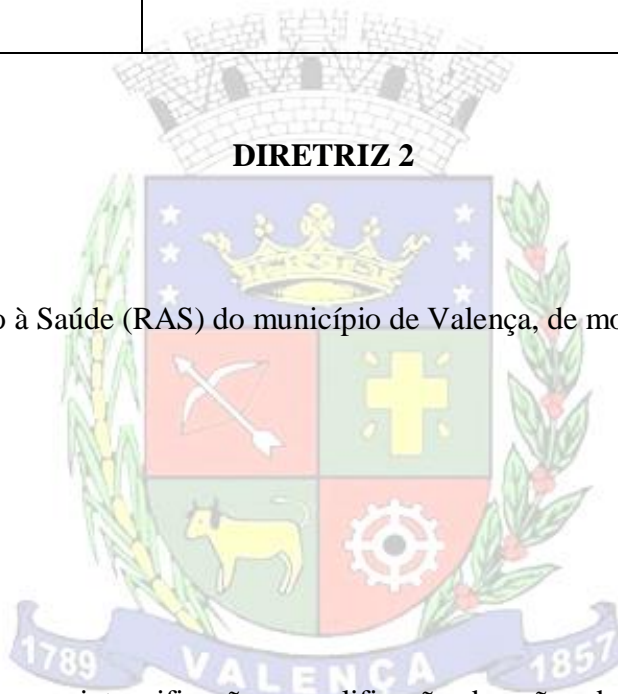 DIRETRIZ 2
o à Saúde (RAS) do município de Valença, de mo
1789 VALENÇA 1857